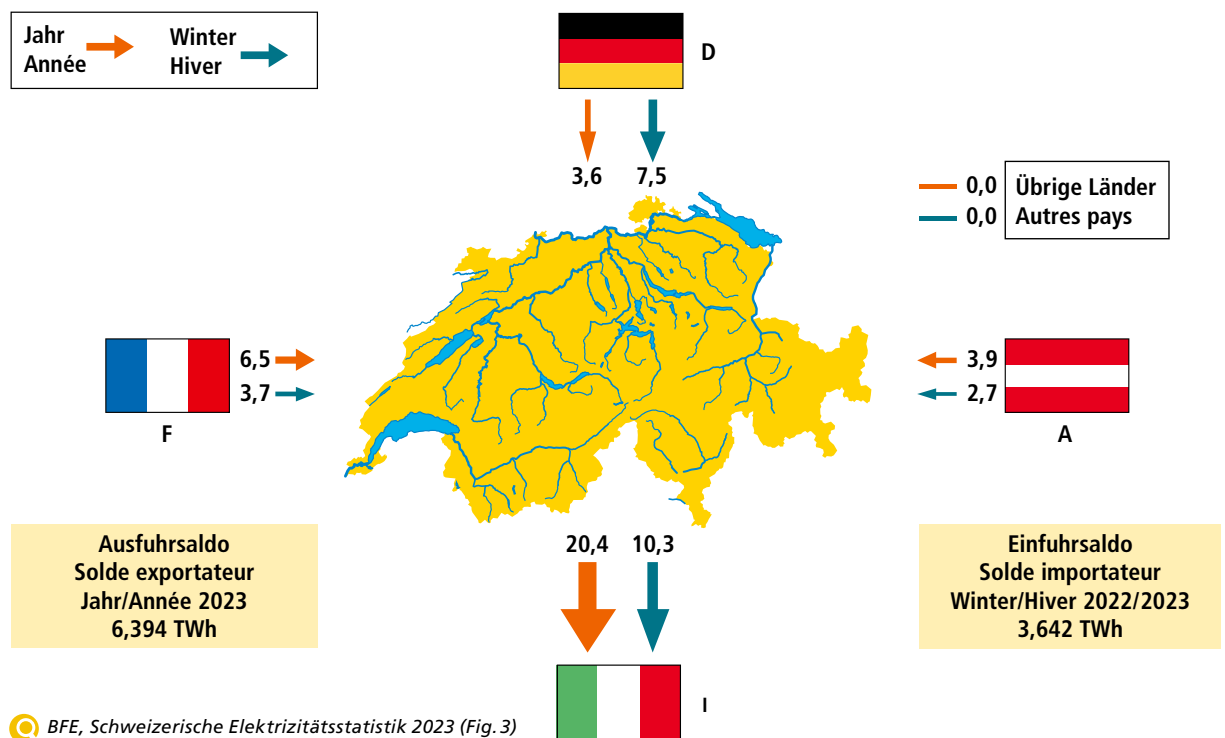 Jahr
Année
Winter
Hiver
D
3,6
7,5
0,0
0,0
Übrige Länder
Autres pays
6,5
3,7
F
3,9
2,7
A
Ausfuhrsaldo
Solde exportateur
Jahr/Année 2023
6,394 TWh
20,4
10,3
Einfuhrsaldo
Solde importateur
Winter/Hiver 2022/2023
3,642 TWh
I
BFE, Schweizerische Elektrizitätsstatistik 2023 (Fig. 3)